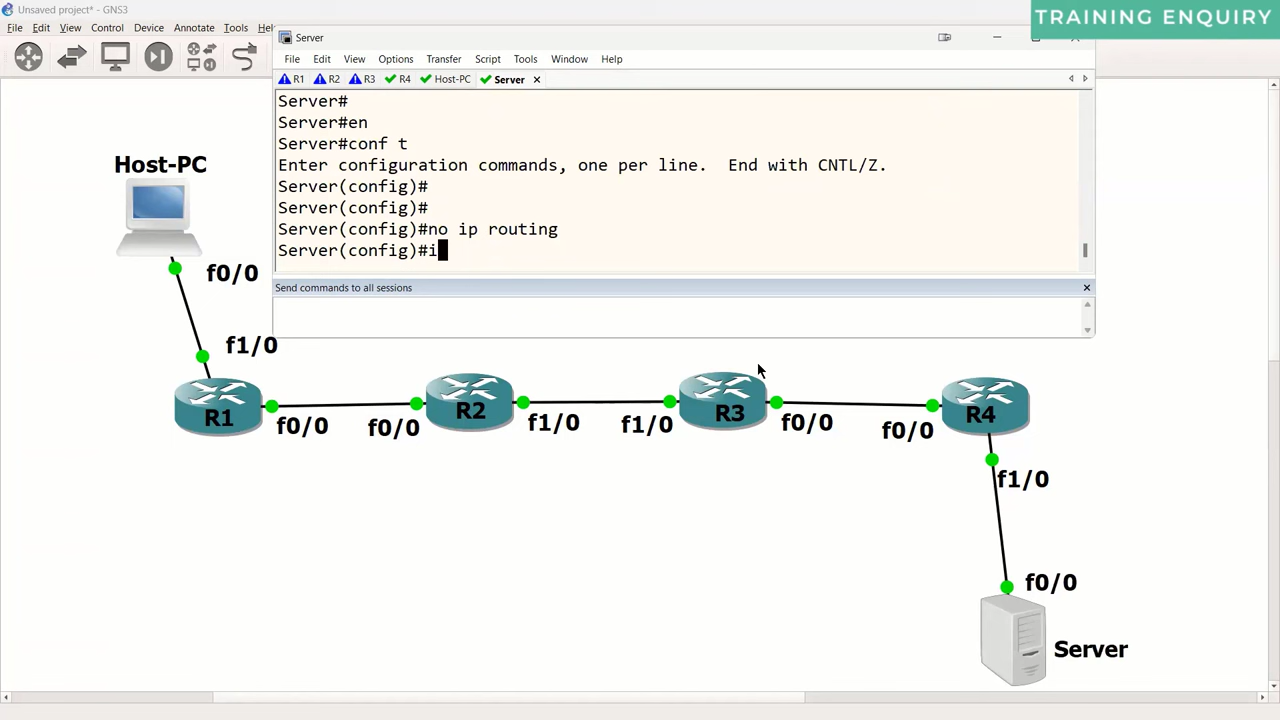 Unsaved project* - GNS3
TRAINING ENQUIRY
File Edit View Control Device Annotate Tools Hel
Server
File Edit View Options Transfer Script Tools Window Help
R1 R2 R3 R4 Host-PC Server
Server#
Server#en
Server#conf t
Enter configuration commands, one per line.  End with CNTL/Z.
Server(config)#
Server(config)#
Server(config)#no ip routing
Server(config)#i
Send commands to all sessions
Host-PC
f0/0
f1/0
R1 f0/0 f0/0 R2 f1/0 f1/0 R3 f0/0 f0/0 R4
f1/0
f0/0
Server